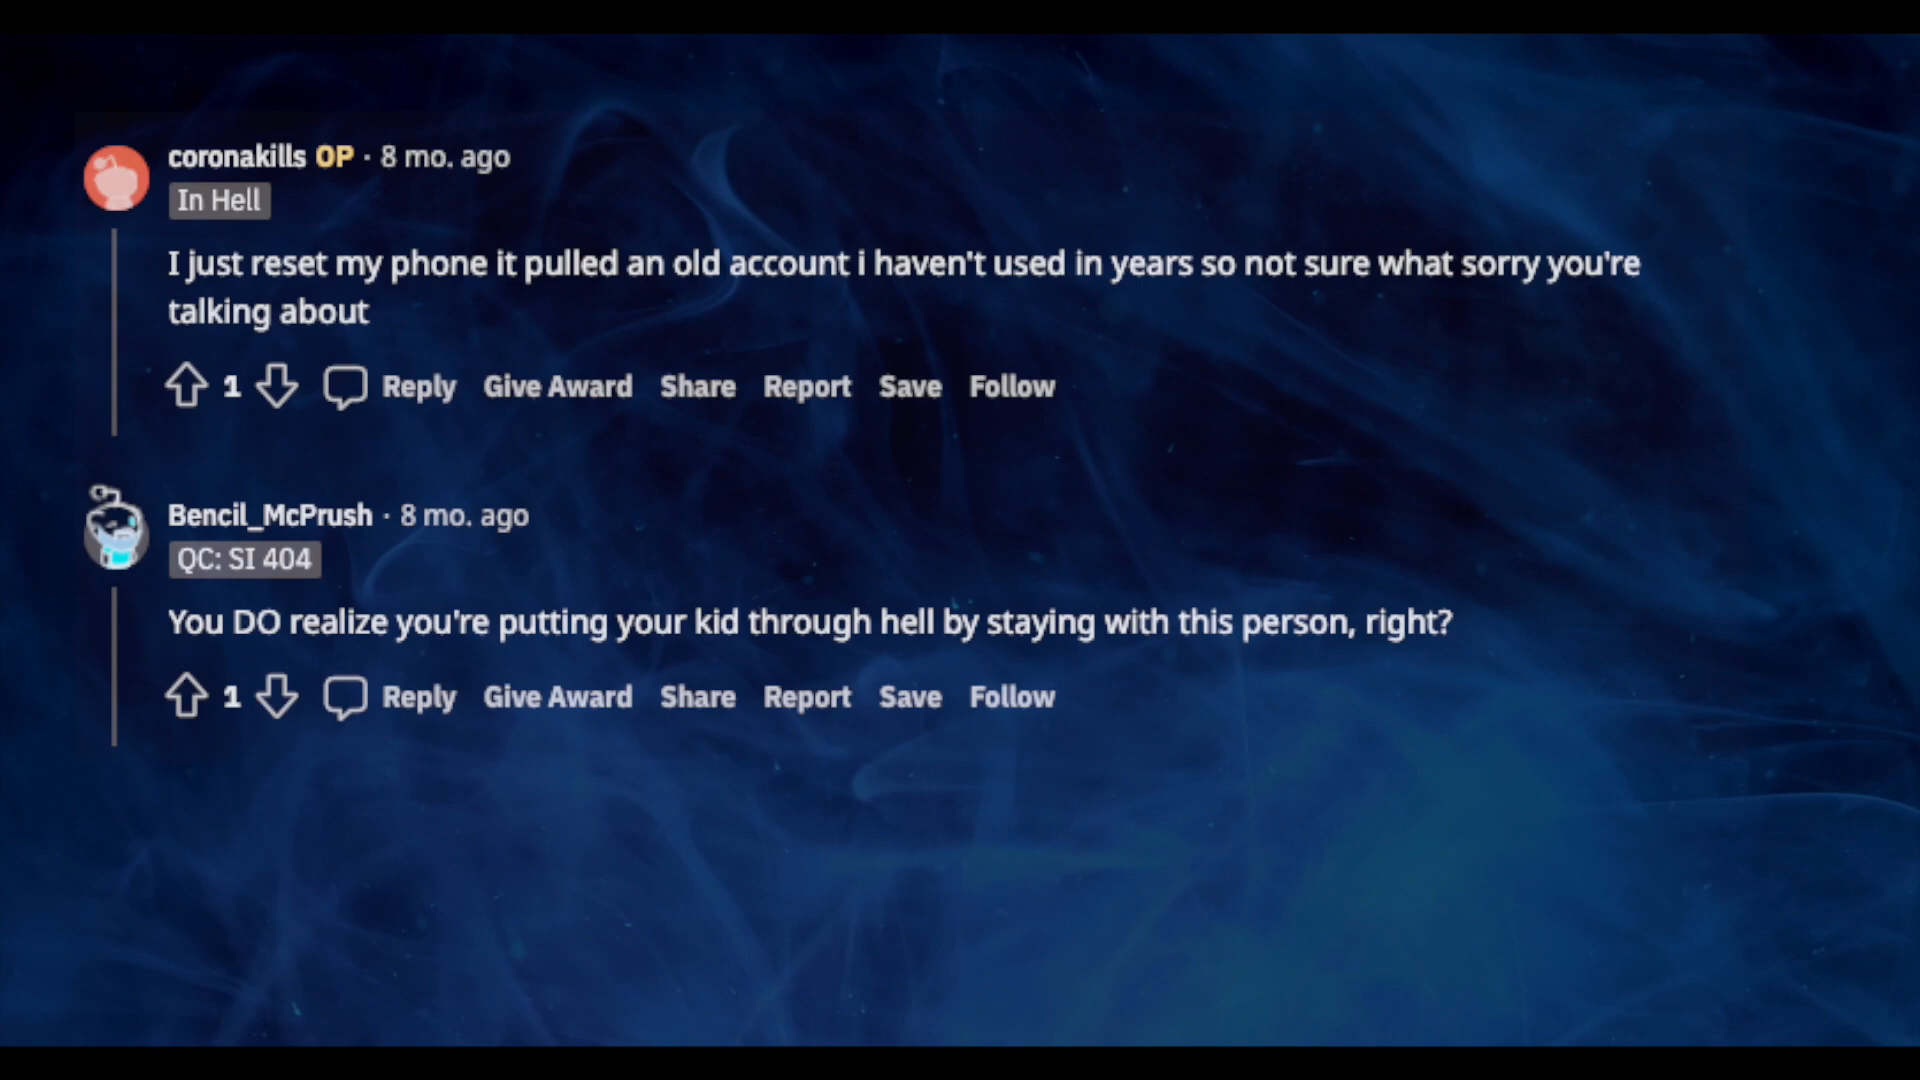 coronakills OP · 8 mo. ago
In Hell
I just reset my phone it pulled an old account i haven't used in years so not sure what sorry you're
talking about
1 Reply Give Award Share Report Save Follow
Bencil_McPrush · 8 mo. ago
QC: SI 404
You DO realize you're putting your kid through hell by staying with this person, right?
1 Reply Give Award Share Report Save Follow